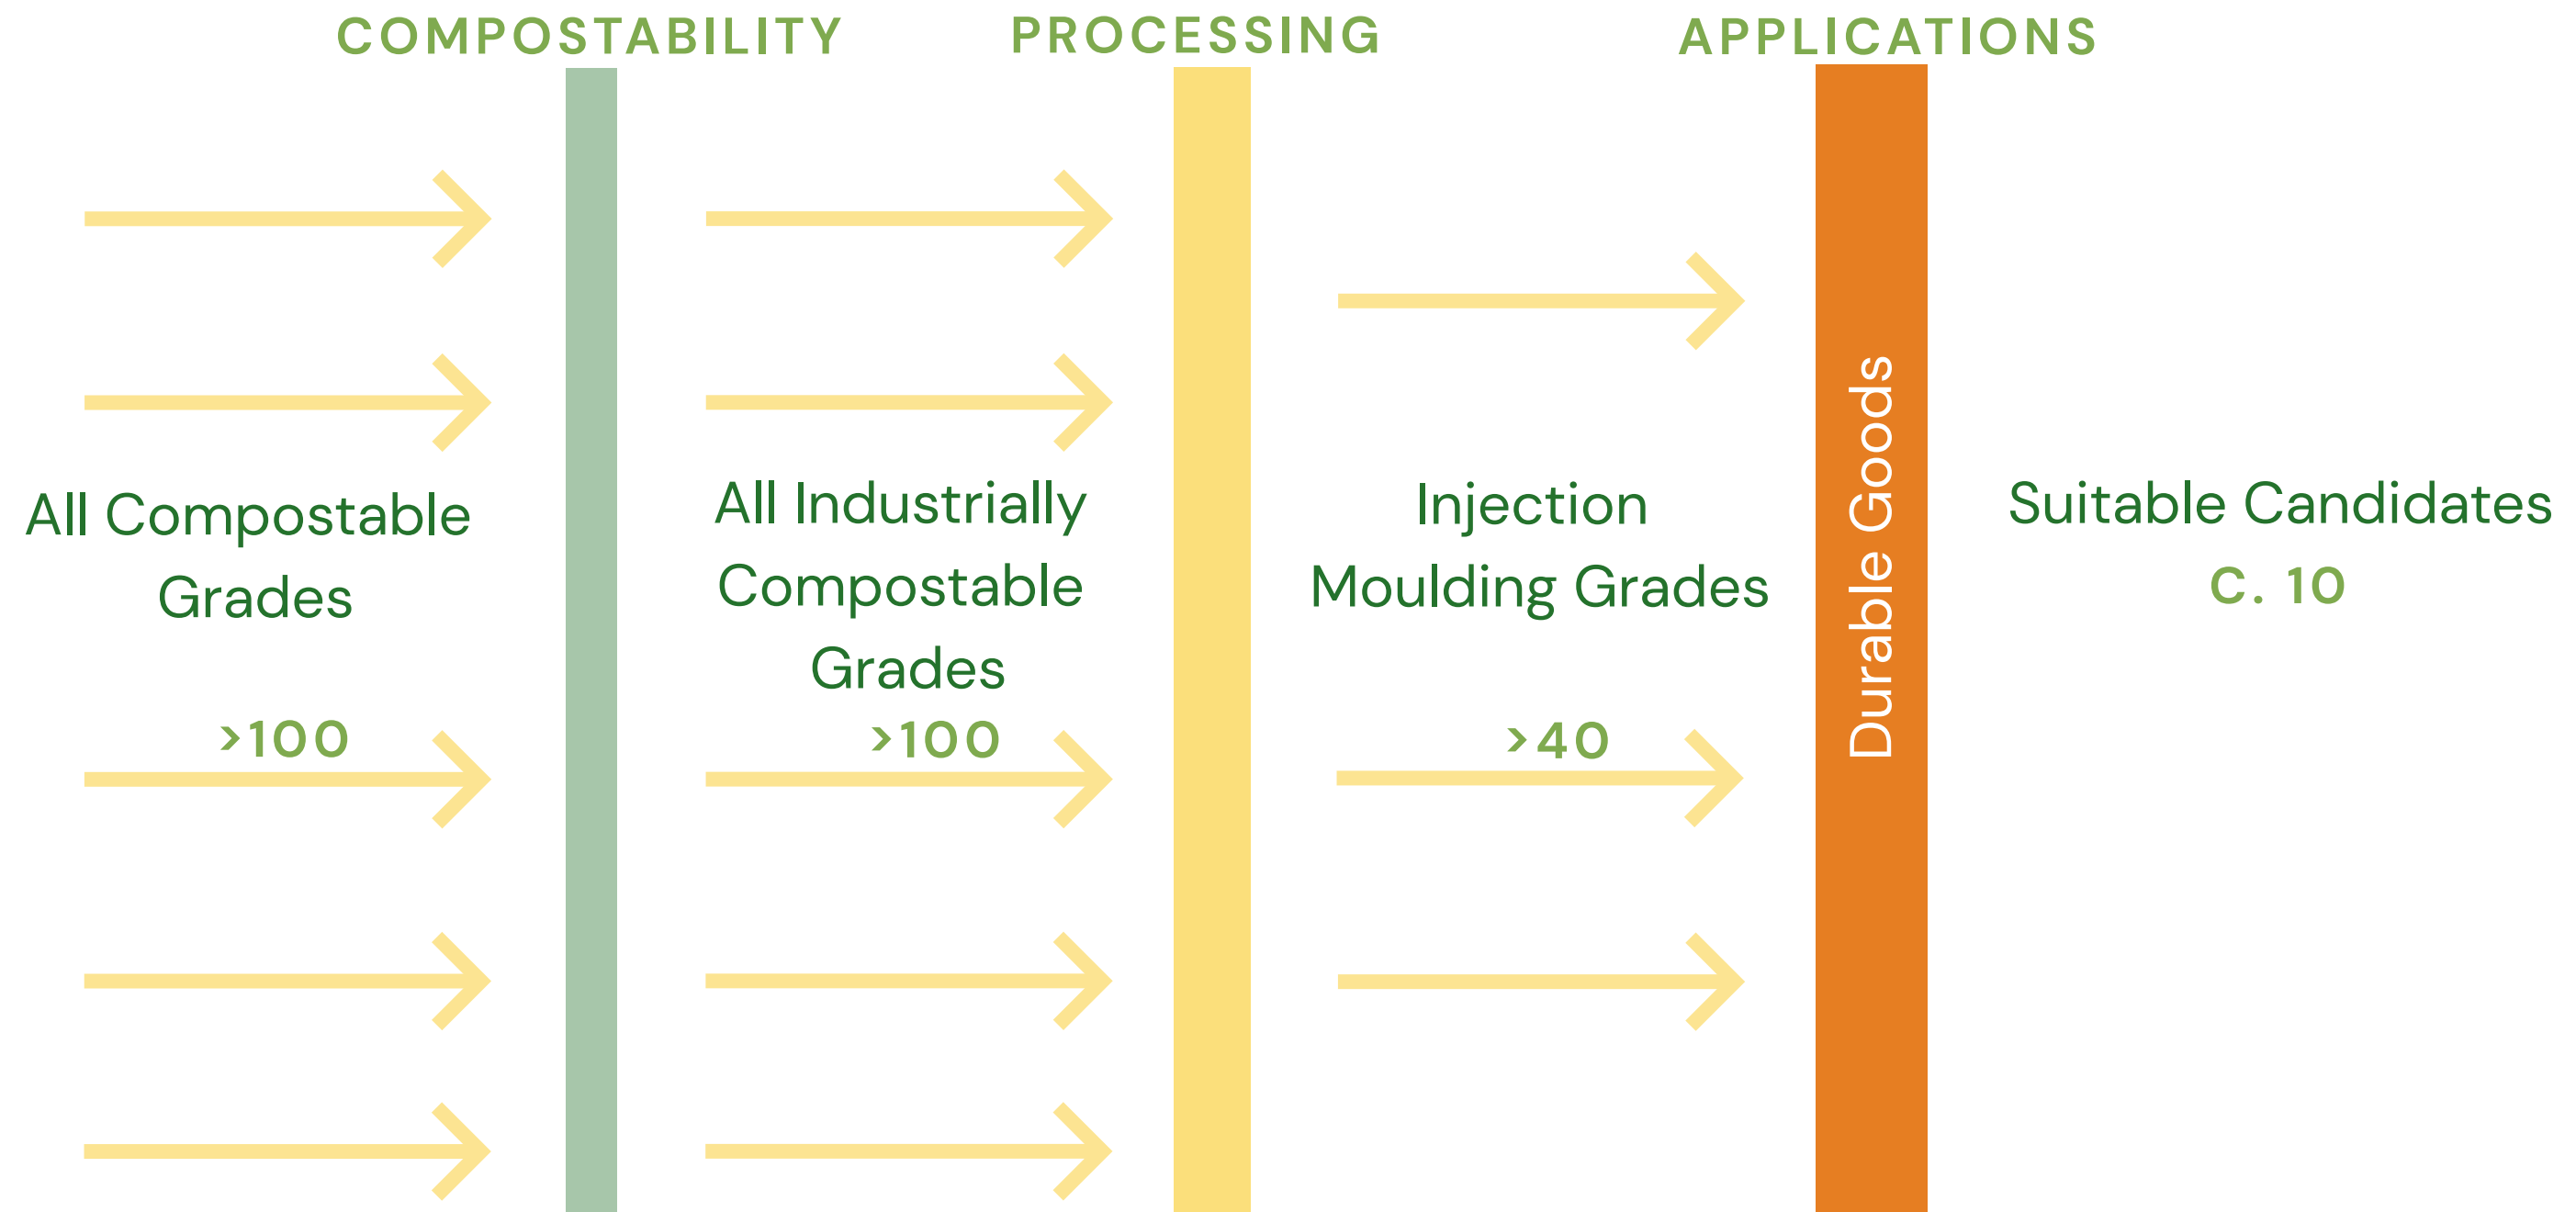 COMPOSTABILITY
PROCESSING
APPLICATIONS
All Compostable
Grades
>100
All Industrially
Compostable
Grades
>100
Injection
Moulding Grades
>40
Durable Goods
Suitable Candidates
C. 10